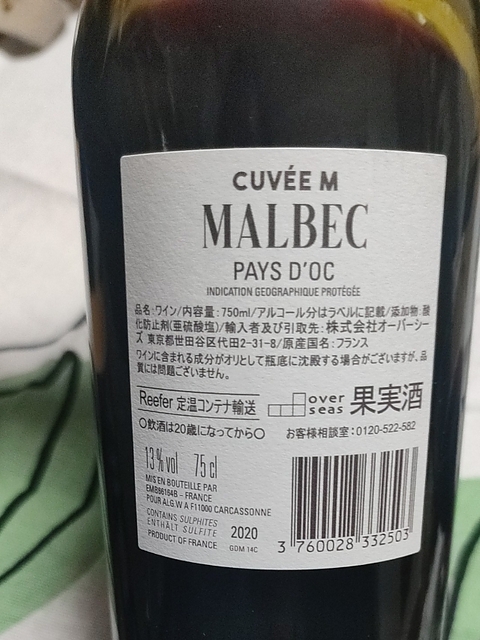 CUVÉE M
MALBEC
PAYS D'OC
INDICATION GEOGRAPHIQUE PROTÉGÉE
品名:ワイン/内容量:750ml/アルコール分はラベルに記載/添加物:酸
化防止剤(亜硫酸塩)/輸入者及び引取先:株式会社オーバーシー
ズ 東京都世田谷区代田2-31-8/原産国名:フランス
ワインに含まれる成分がオリとして瓶底に沈殿する場合がございますが、品
質には問題ございません。
Reefer 定温コンテナ輸送
over
seas
果実酒
〇飲酒は20歳になってから〇
お客様相談室:0120-522-582
13% vol 75 cl
MIS EN BOUTEILLE PAR
EMB66164B - FRANCE
POUR ALG.W A F11000 CARCASSONNE
CONTAINS SULPHITES
ENTHÄLT SULFITE
PRODUCT OF FRANCE
2020
GDM 14C
3 760028 332503